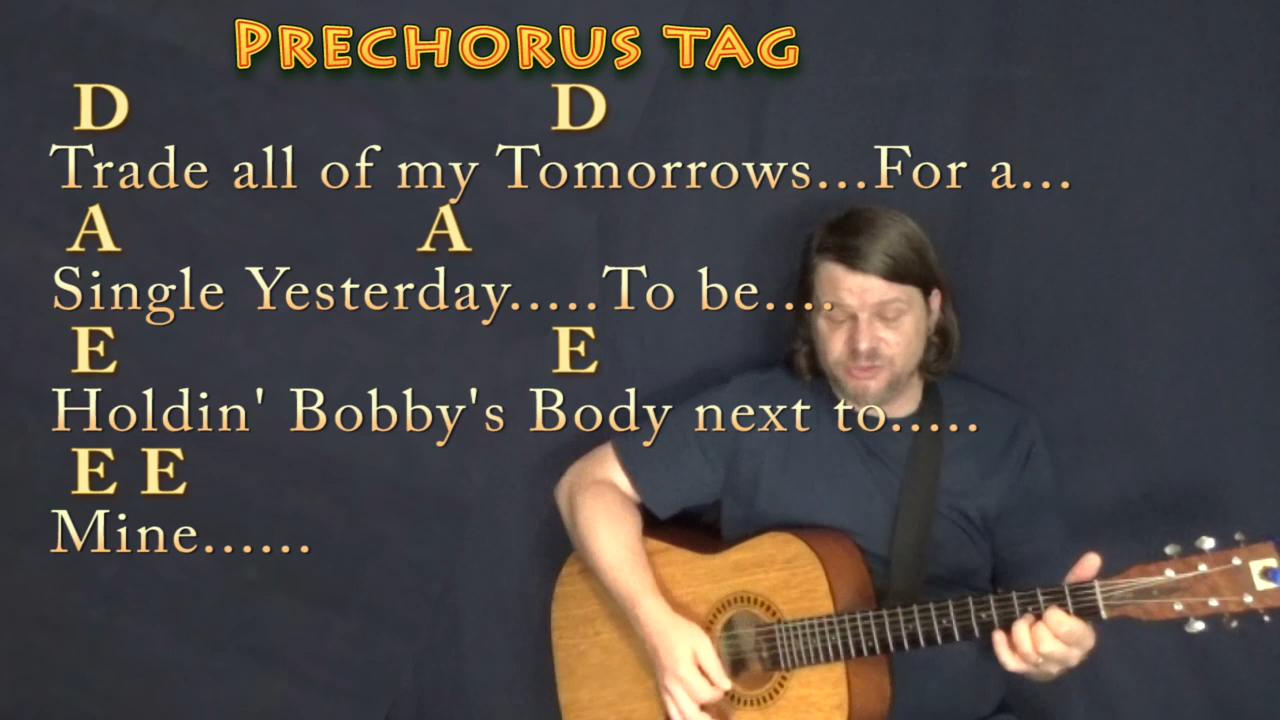 PRECHORUS TAG
D D
Trade all of my Tomorrows...For a...
A A
Single Yesterday.....To be....
E E
Holdin' Bobby's Body next to.....
E E
Mine......